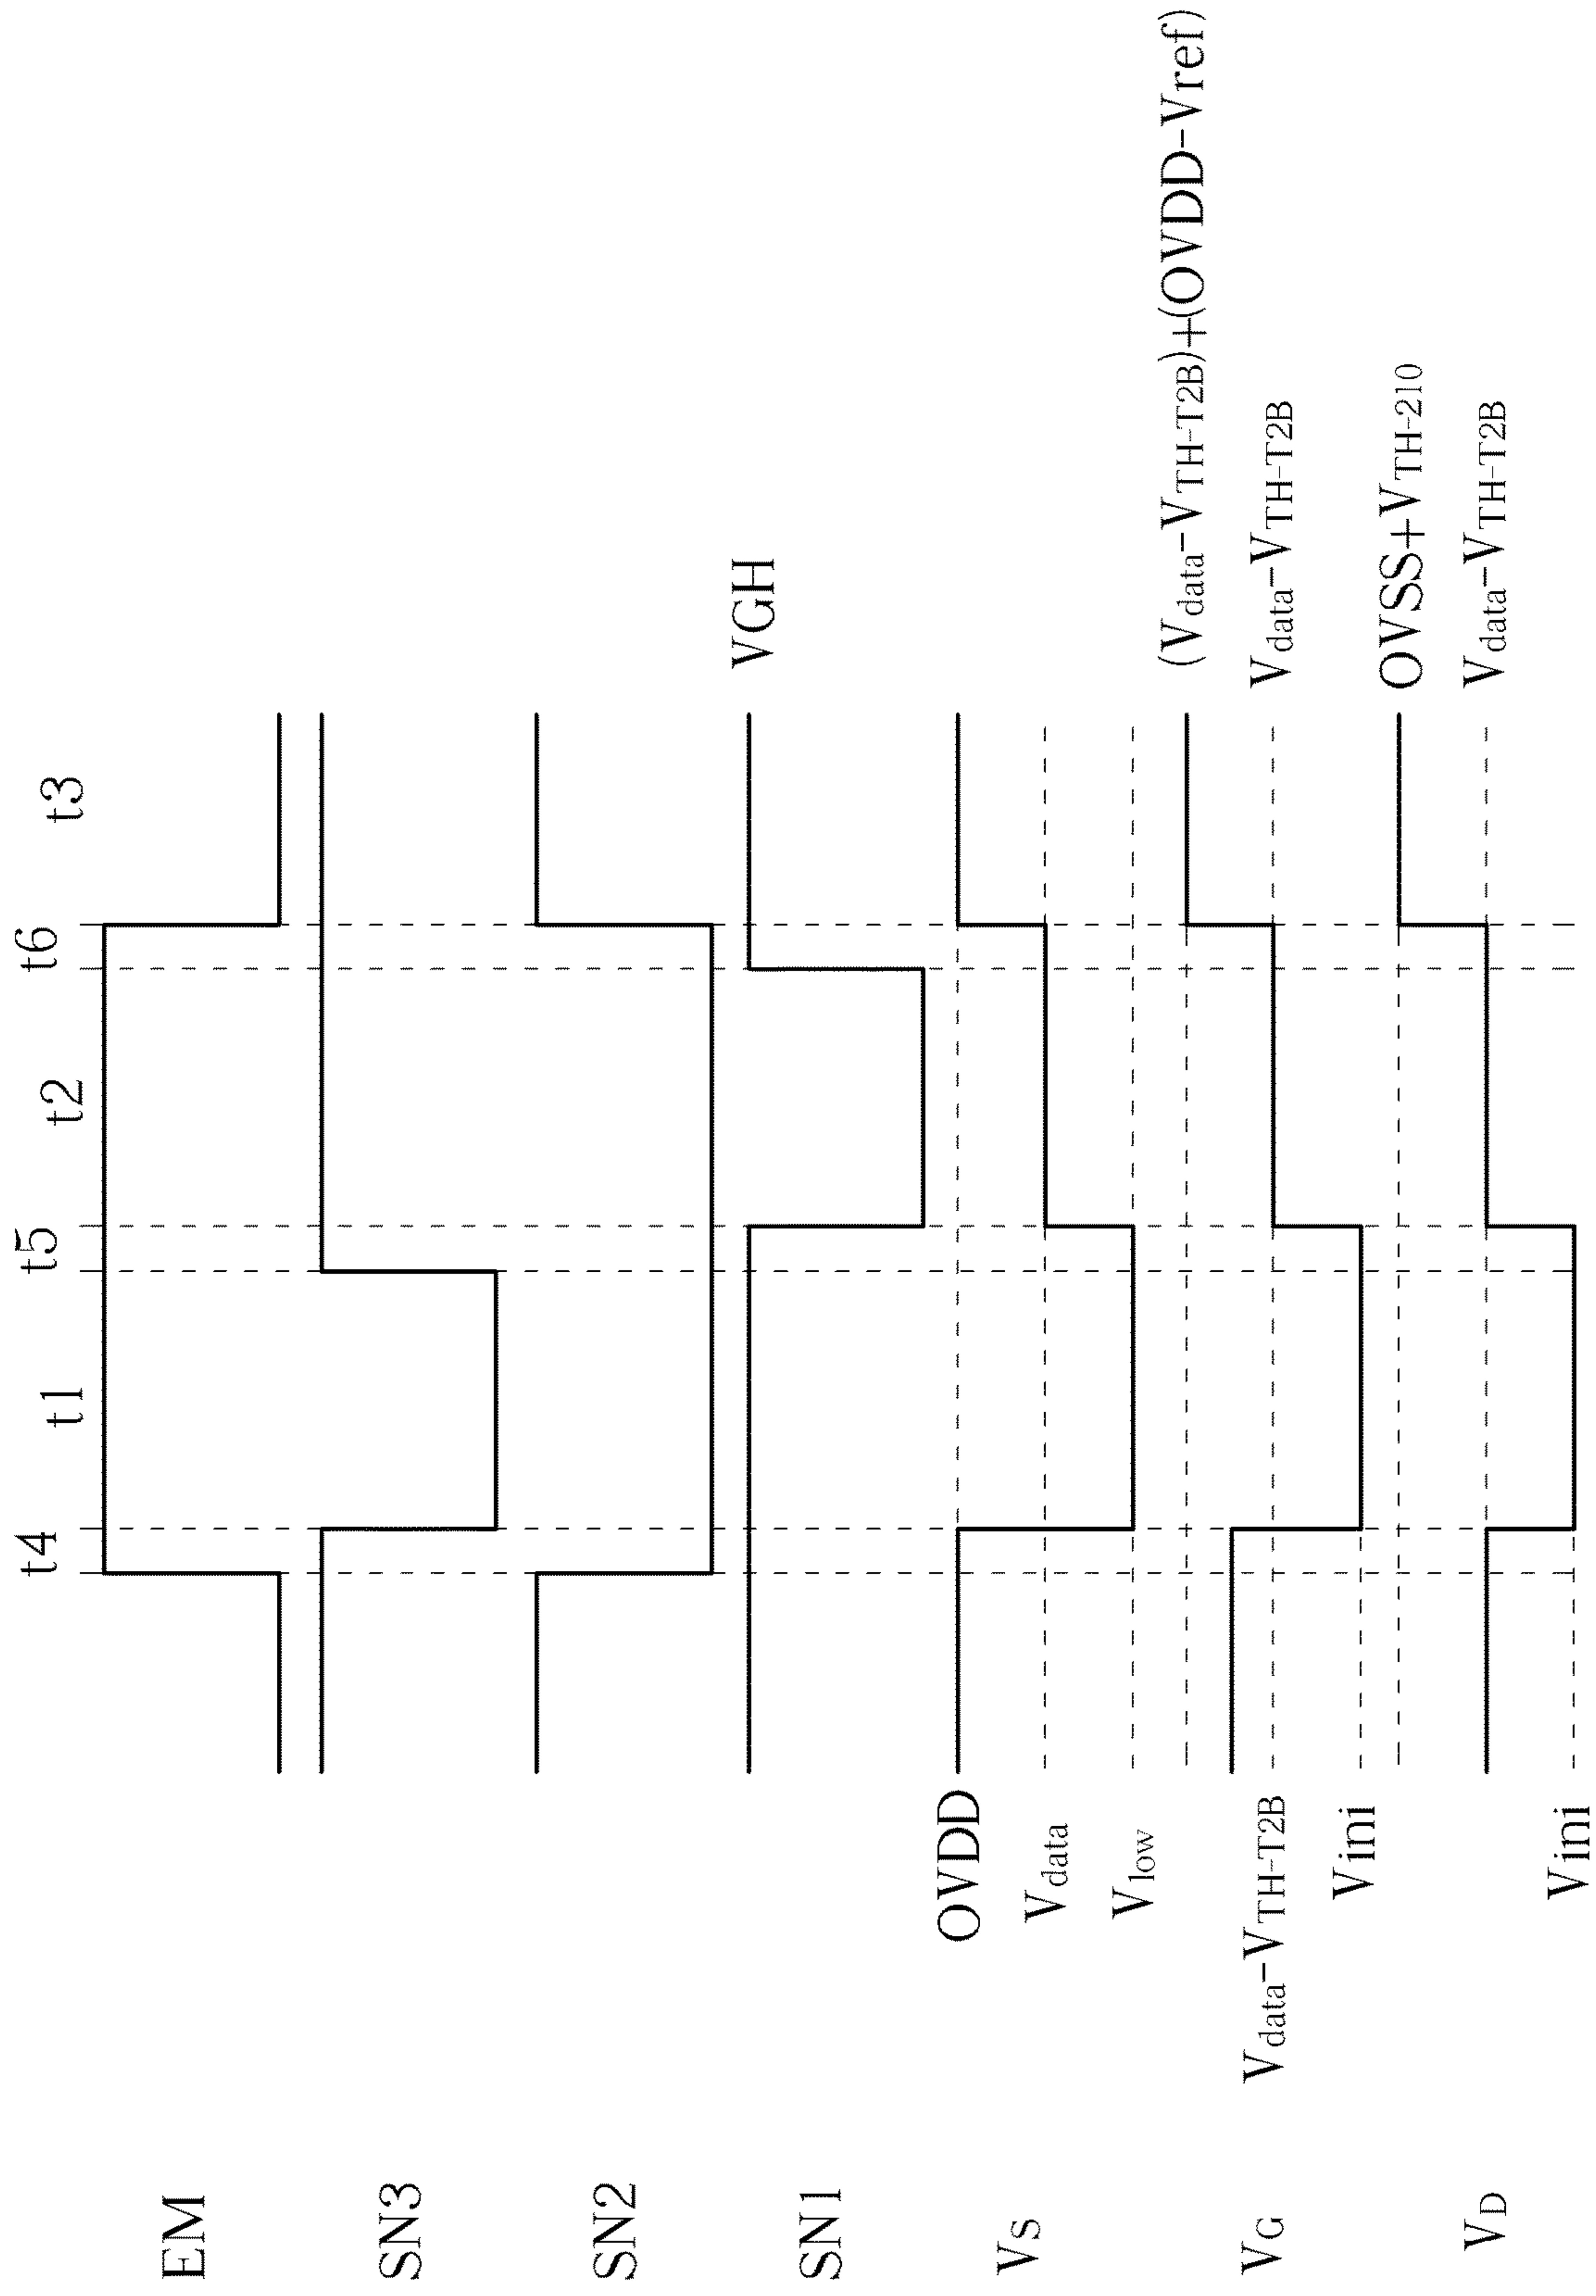 t4 t1 t5 t2 t6 t3
EM
SN3
SN2
SN1
VGH
VS
OVDD
Vdata
Vlow
VG
(Vdata-VTH-T2B)+(OVDD-Vref)
Vdata-VTH-T2B
Vdata-VTH-T2B
Vini
VD
OVSS+VTH-210
Vdata-VTH-T2B
Vini